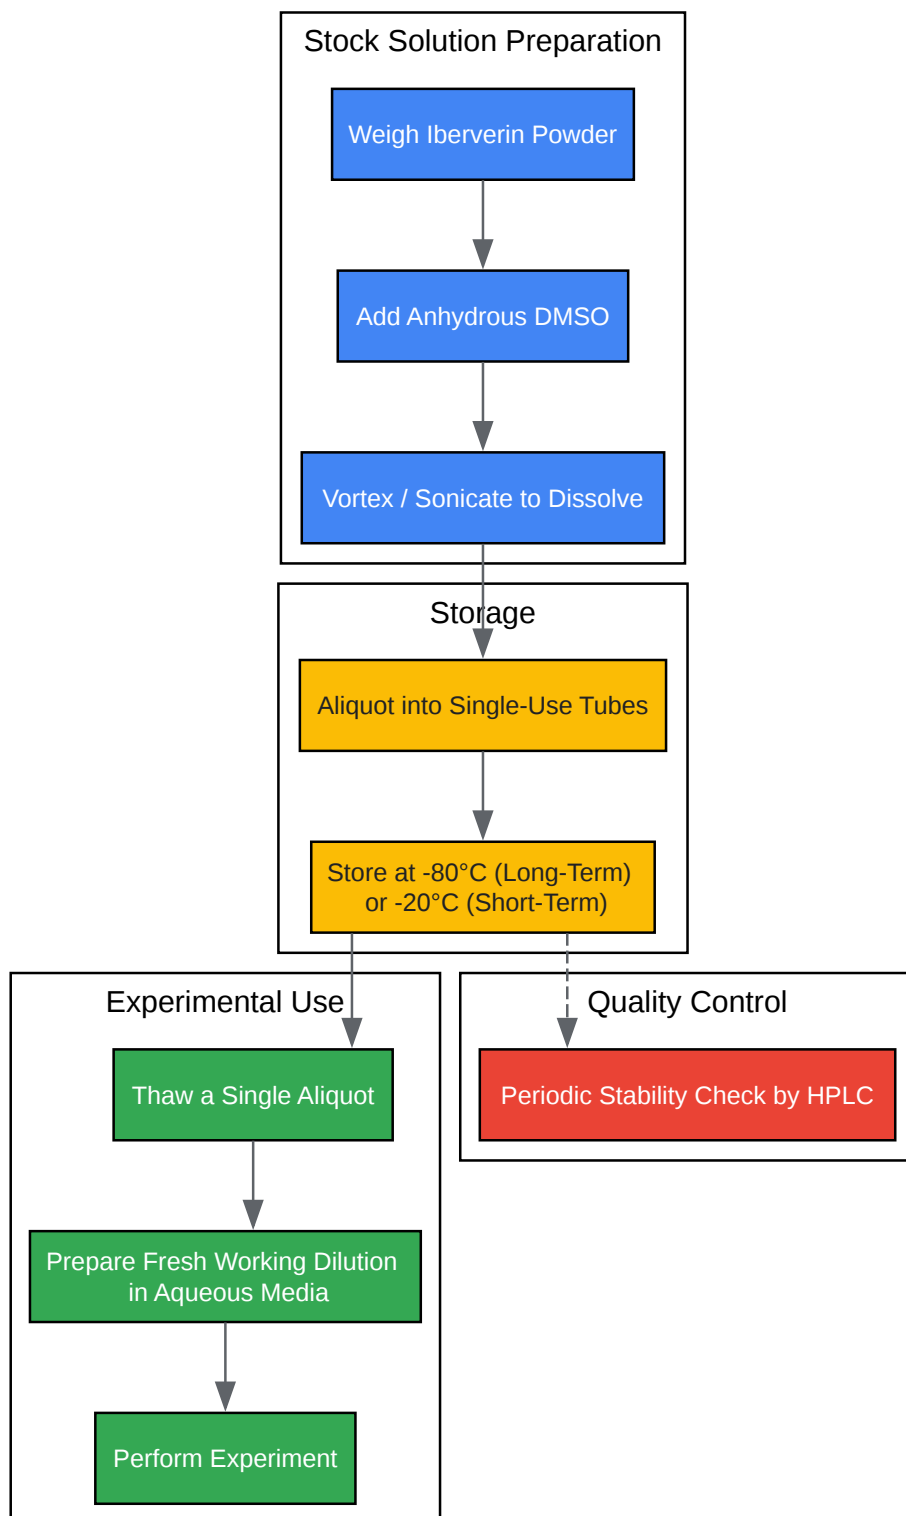 Stock Solution Preparation
Weigh Iberverin Powder
Add Anhydrous DMSO
Vortex / Sonicate to Dissolve
Storage
Aliquot into Single-Use Tubes
Store at -80°C (Long-Term)
or -20°C (Short-Term)
Experimental Use
Thaw a Single Aliquot
Prepare Fresh Working Dilution
in Aqueous Media
Perform Experiment
Quality Control
Periodic Stability Check by HPLC